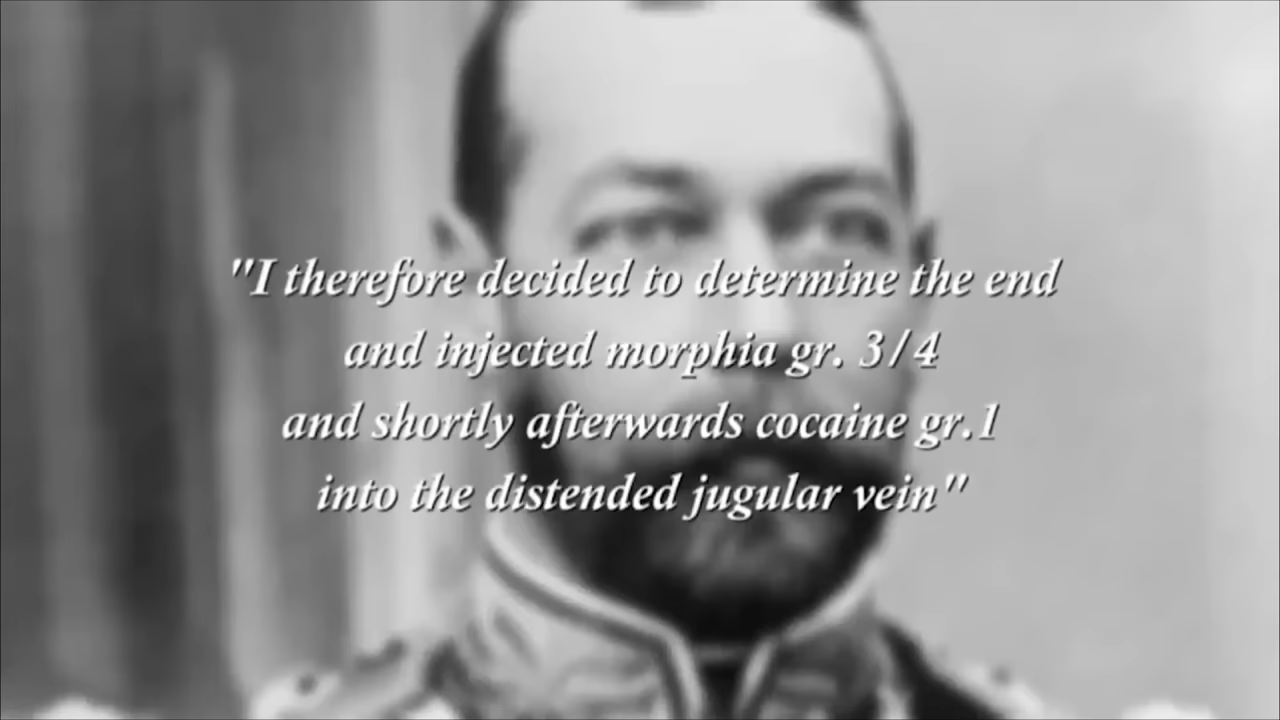 "I therefore decided to determine the end
and injected morphia gr. 3/4
and shortly afterwards cocaine gr.1
into the distended jugular vein"